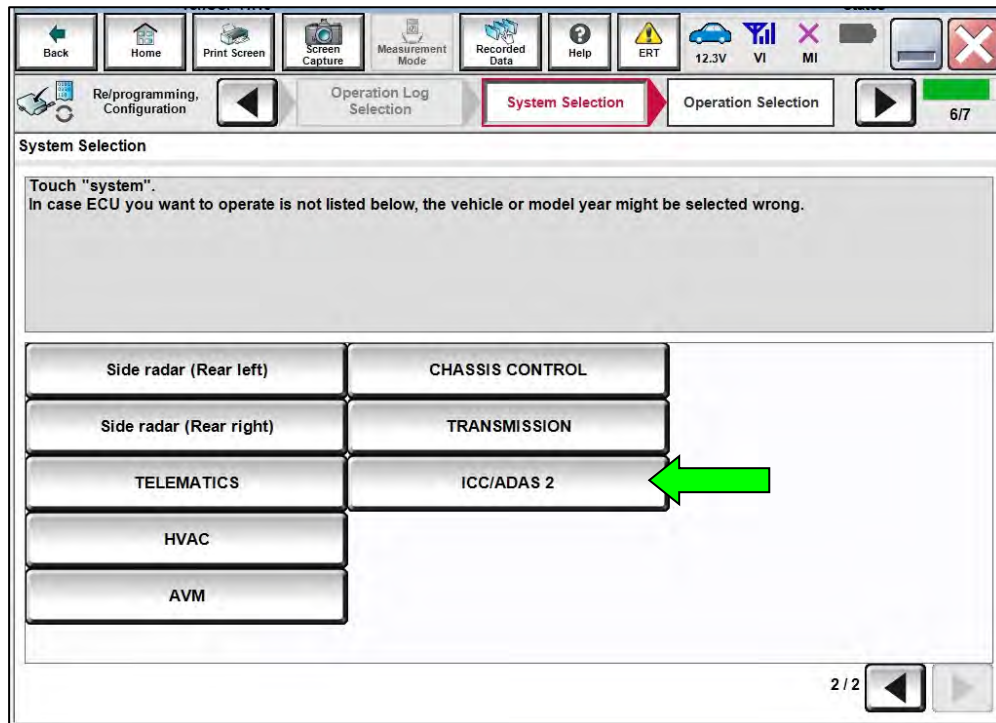 Back
Home
Print Screen
Screen
Capture
Measurement
Mode
Recorded
Data
Help
ERT
12.3V
VI
MI
Re/programming,
Configuration
Operation Log
Selection
System Selection
Operation Selection
6/7
System Selection
Touch "system".
In case ECU you want to operate is not listed below, the vehicle or model year might be selected wrong.
Side radar (Rear left)
CHASSIS CONTROL
Side radar (Rear right)
TRANSMISSION
TELEMATICS
ICC/ADAS 2
HVAC
AVM
2 / 2